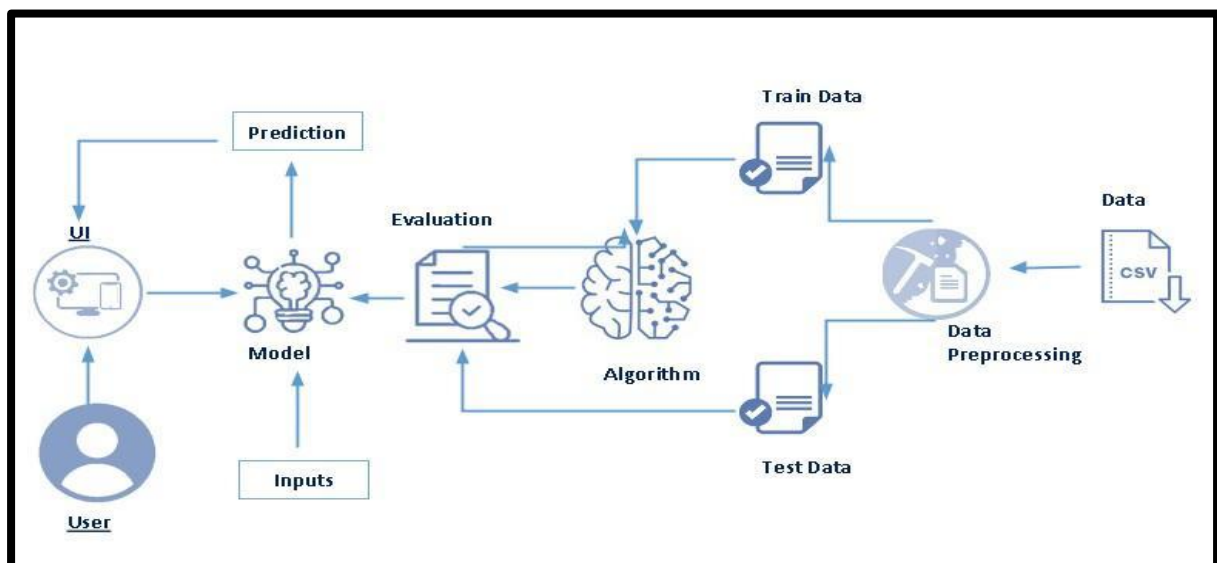 Train Data
Prediction
Data
Evaluation
UI
CSV
Data
Preprocessing
Model
Algorithm
Inputs
Test Data
User